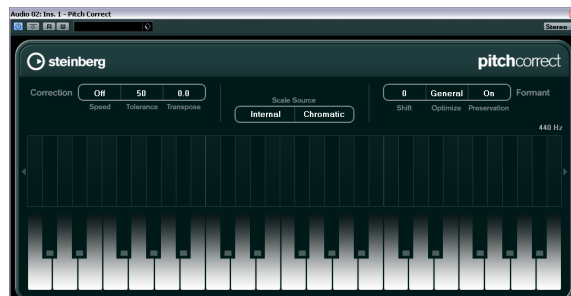 Audio 02: Ins. 1 - Pitch Correct
R W Stereo
steinberg pitchcorrect
Correction Off 50 0.0 0 General On Formant
Speed Tolerance Transpose Shift Optimize Preservation
Scale Source
Internal Chromatic
440 Hz